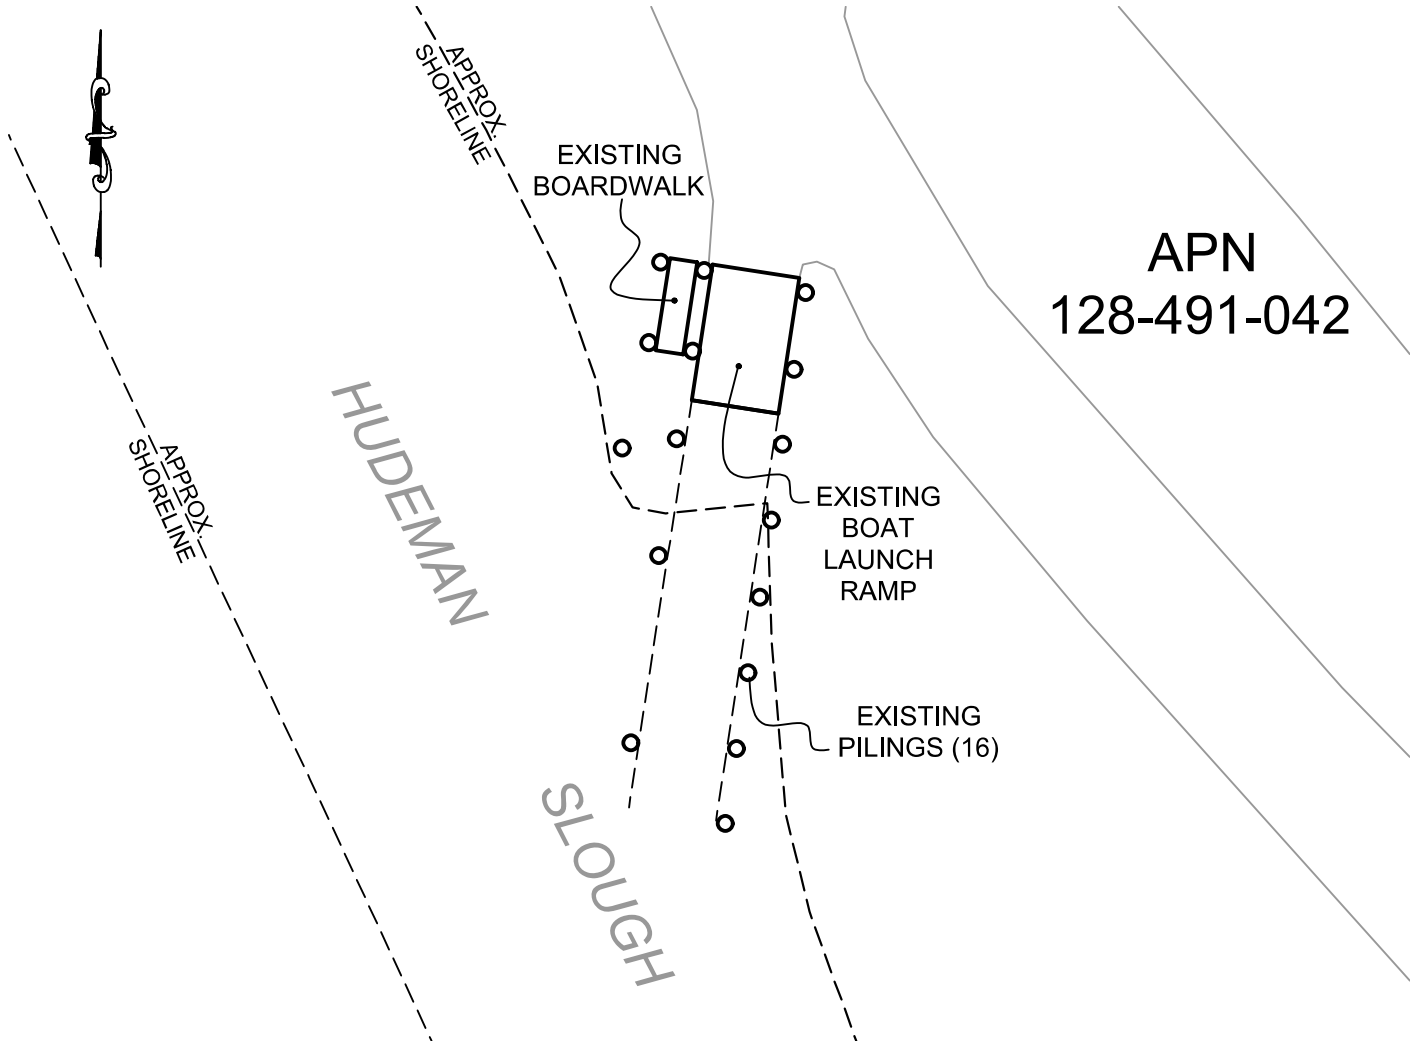 APPROX.
SHORELINE
EXISTING
BOARDWALK
APN
128-491-042
HUDEMAN
APPROX.
SHORELINE
EXISTING
BOAT
LAUNCH
RAMP
EXISTING
PILINGS (16)
SLOUGH